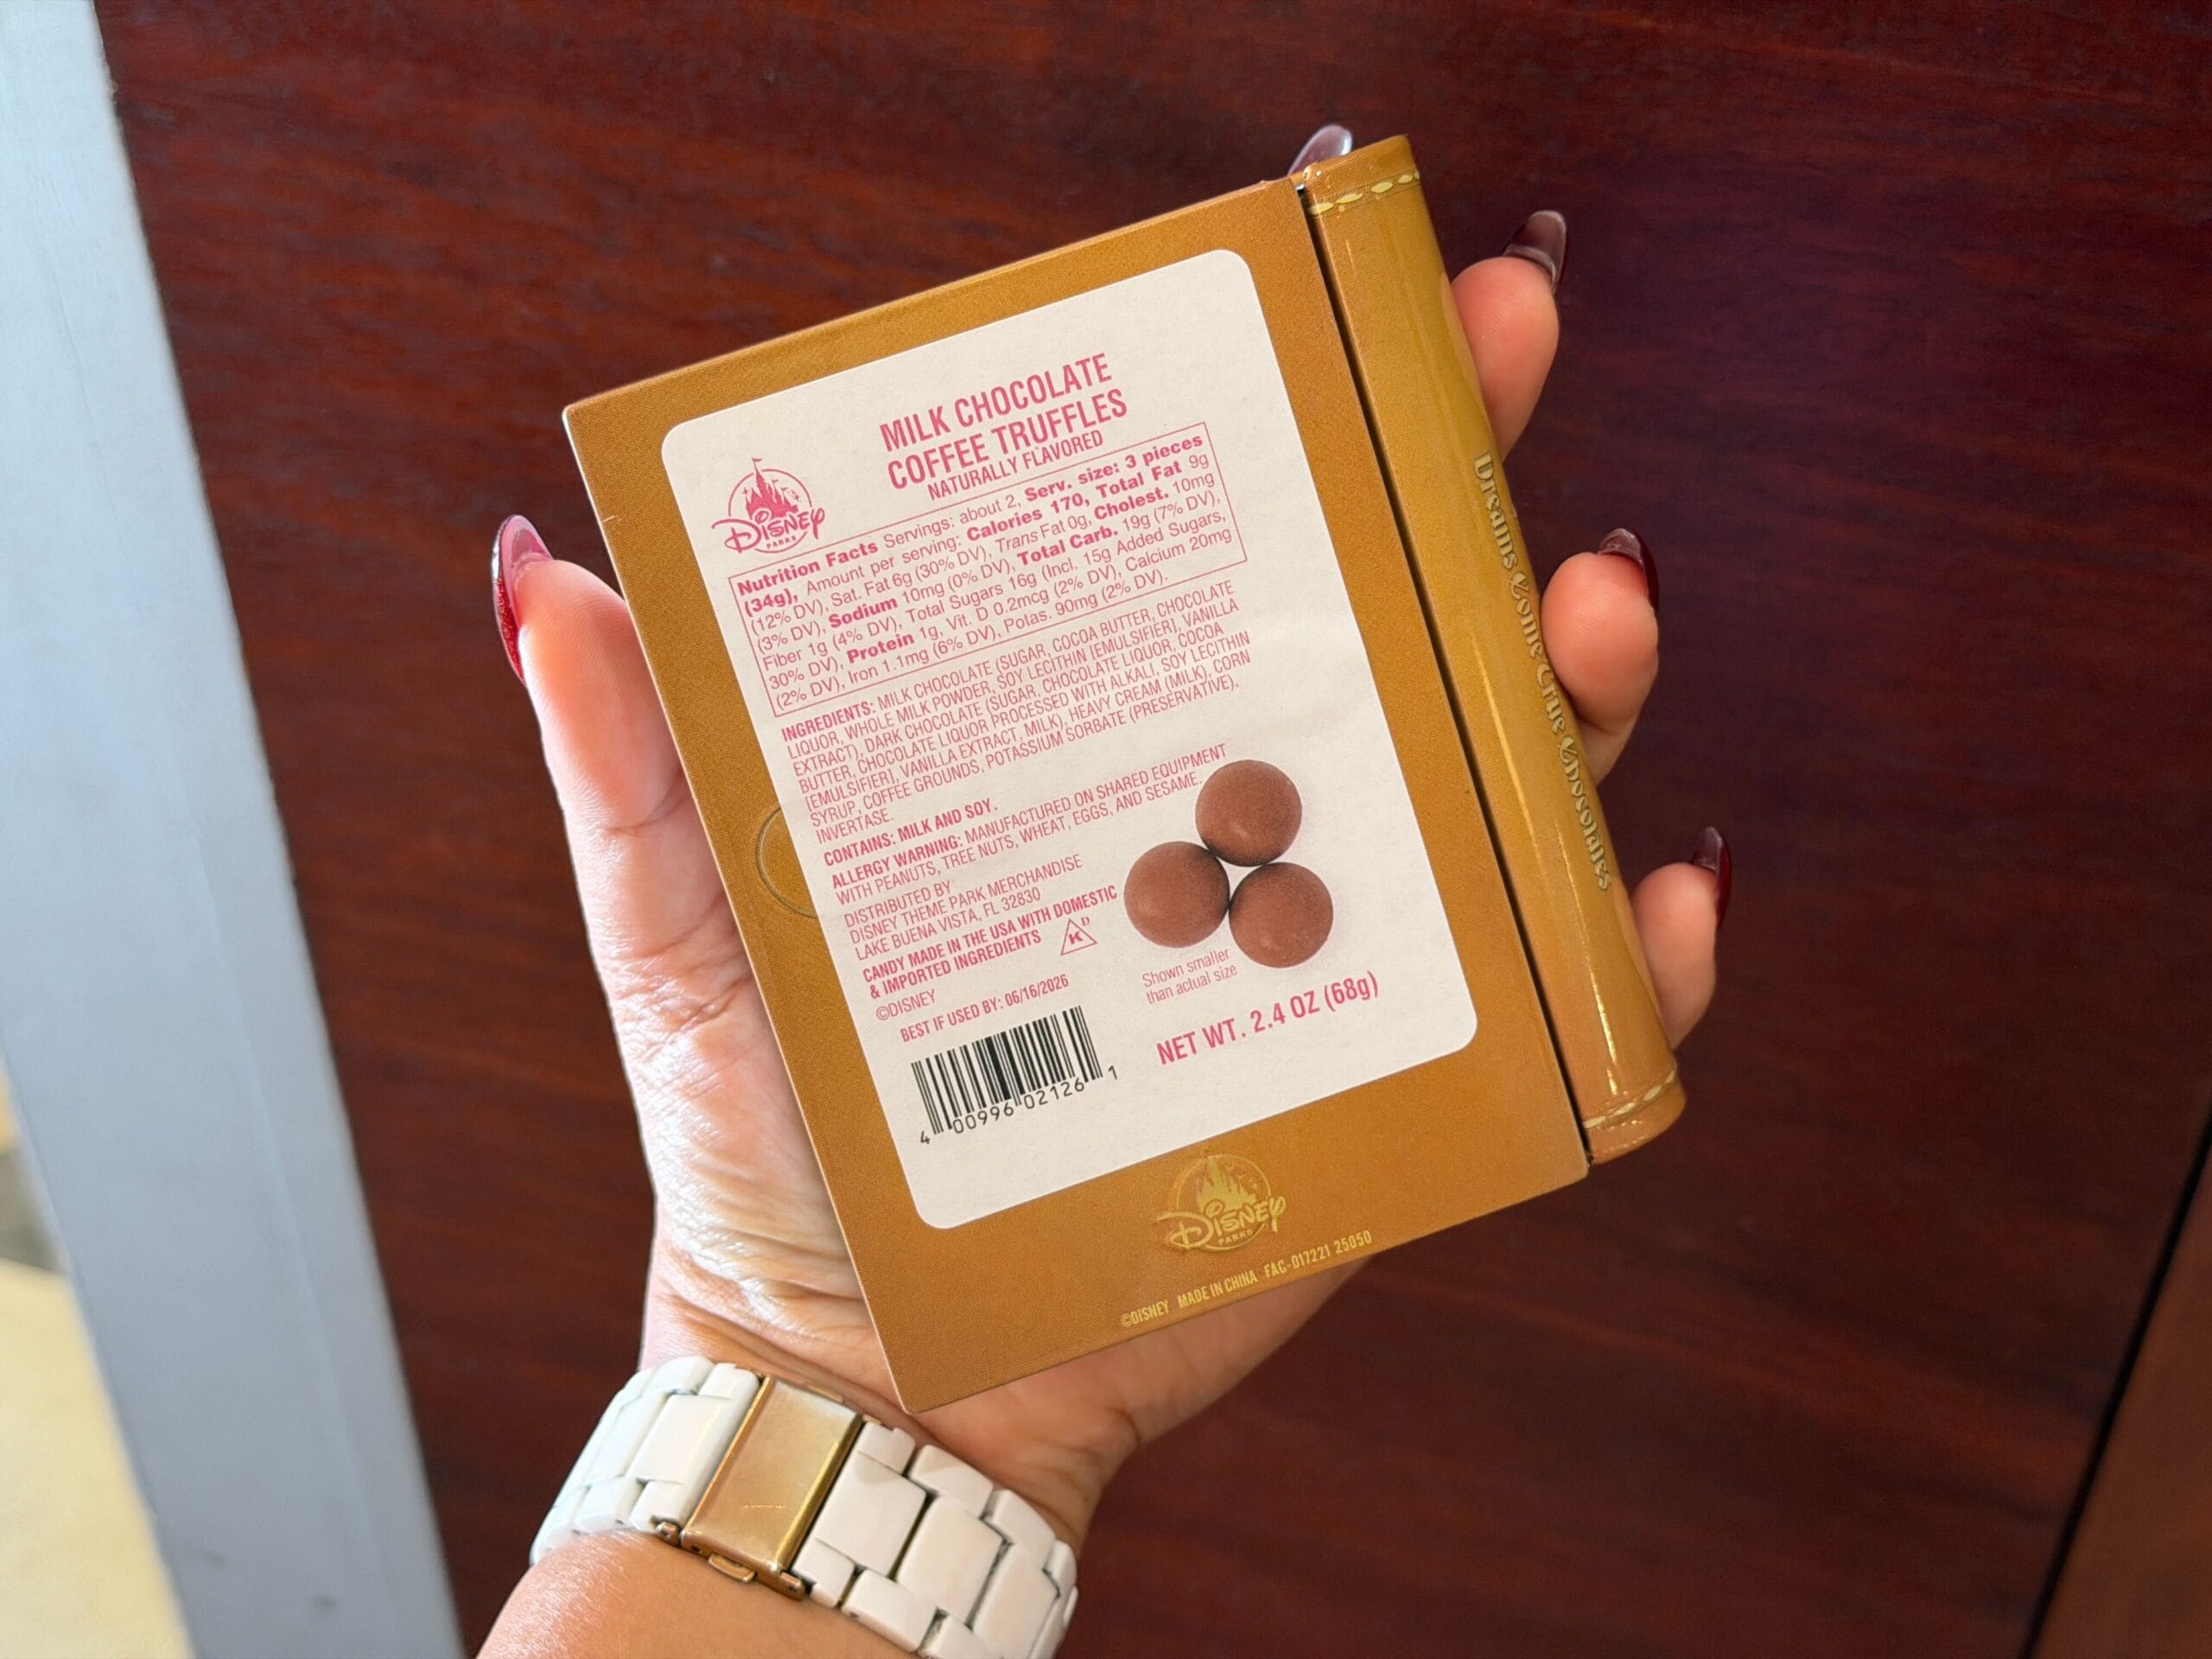 MILK CHOCOLATE
COFFEE TRUFFLES
NATURALLY FLAVORED
Disney
PARKS
Nutrition Facts Servings: about 2, Serv. size: 3 pieces
(34g), Amount per serving: Calories 170, Total Fat 9g
(12% DV), Sat. Fat 6g (30% DV), Trans Fat 0g, Cholest. 10mg
(3% DV), Sodium 10mg (0% DV), Total Carb. 19g (7% DV),
Fiber 1g (4% DV), Total Sugars 16g (Incl. 15g Added Sugars,
30% DV), Protein 1g, Vit. D 0.2mcg (2% DV), Calcium 20mg
(2% DV), Iron 1.1mg (6% DV), Potas. 90mg (2% DV).
INGREDIENTS: MILK CHOCOLATE (SUGAR, COCOA BUTTER, CHOCOLATE
LIQUOR, WHOLE MILK POWDER, SOY LECITHIN [EMULSIFIER], VANILLA
EXTRACT), DARK CHOCOLATE (SUGAR, CHOCOLATE LIQUOR, COCOA
BUTTER, CHOCOLATE LIQUOR PROCESSED WITH ALKALI, SOY LECITHIN
[EMULSIFIER], VANILLA EXTRACT, MILK), HEAVY CREAM (MILK), CORN
SYRUP, COFFEE GROUNDS, POTASSIUM SORBATE (PRESERVATIVE),
INVERTASE.
CONTAINS: MILK AND SOY.
ALLERGY WARNING: MANUFACTURED ON SHARED EQUIPMENT
WITH PEANUTS, TREE NUTS, WHEAT, EGGS, AND SESAME.
DISTRIBUTED BY
DISNEY THEME PARK MERCHANDISE
LAKE BUENA VISTA, FL 32830
CANDY MADE IN THE USA WITH DOMESTIC
& IMPORTED INGREDIENTS
K D
©DISNEY
BEST IF USED BY: 06/16/2026
4 00996 02126 1
Shown smaller
than actual size
NET WT. 2.4 OZ (68g)
Disney
PARKS
©DISNEY MADE IN CHINA FAC-017221 25050
Dreams Come True Chocolates